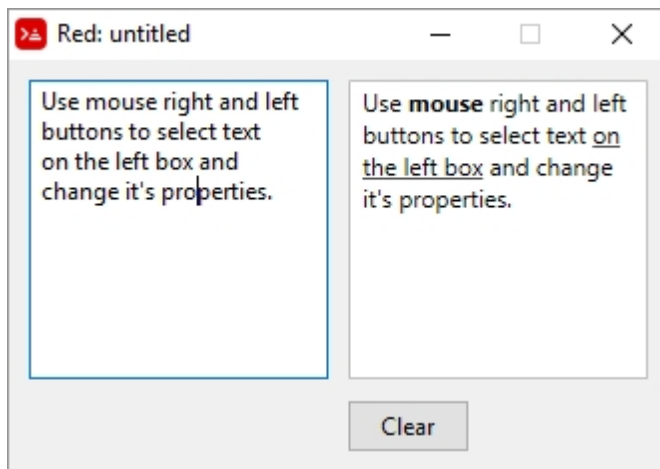 Red: untitled
Use mouse right and left
buttons to select text
on the left box and
change it's properties.
Use mouse right and left
buttons to select text on
the left box and change
it's properties.
Clear